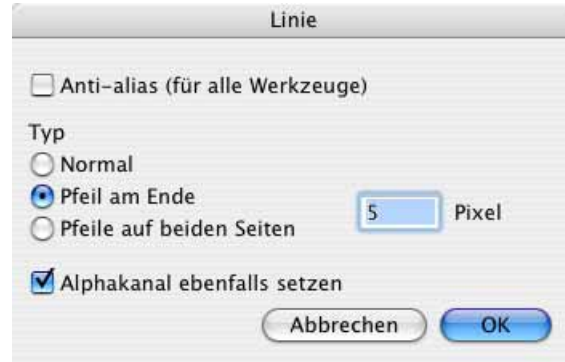 Linie
Anti-alias (für alle Werkzeuge)
Typ
Normal
Pfeil am Ende
5 Pixel
Pfeile auf beiden Seiten
Alphakanal ebenfalls setzen
Abbrechen OK